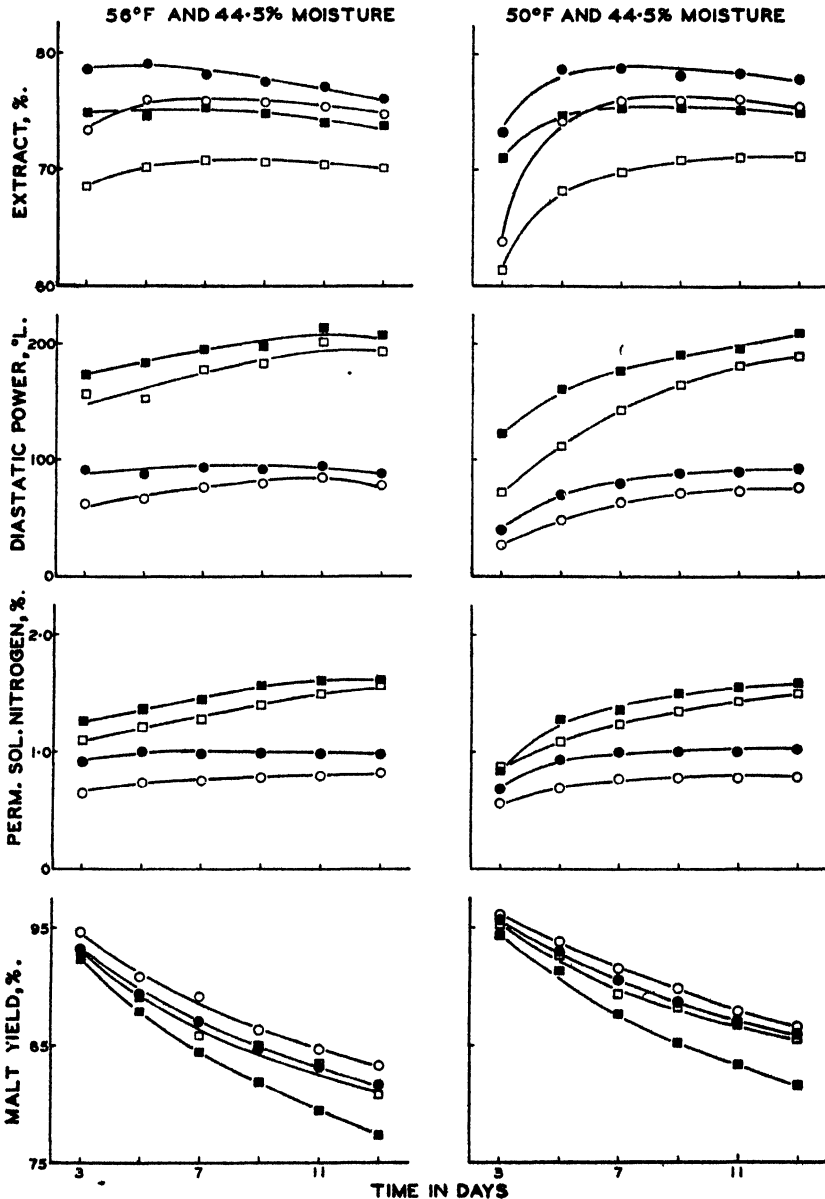 56°F AND 44·5% MOISTURE
50°F AND 44·5% MOISTURE
EXTRACT, %.
80
70
60
DIASTATIC POWER, °L.
200
100
0
PERM. SOL. NITROGEN, %.
2·0
1·0
0
MALT YIELD, %.
95
85
75
3 7 11
3 7 11
TIME IN DAYS